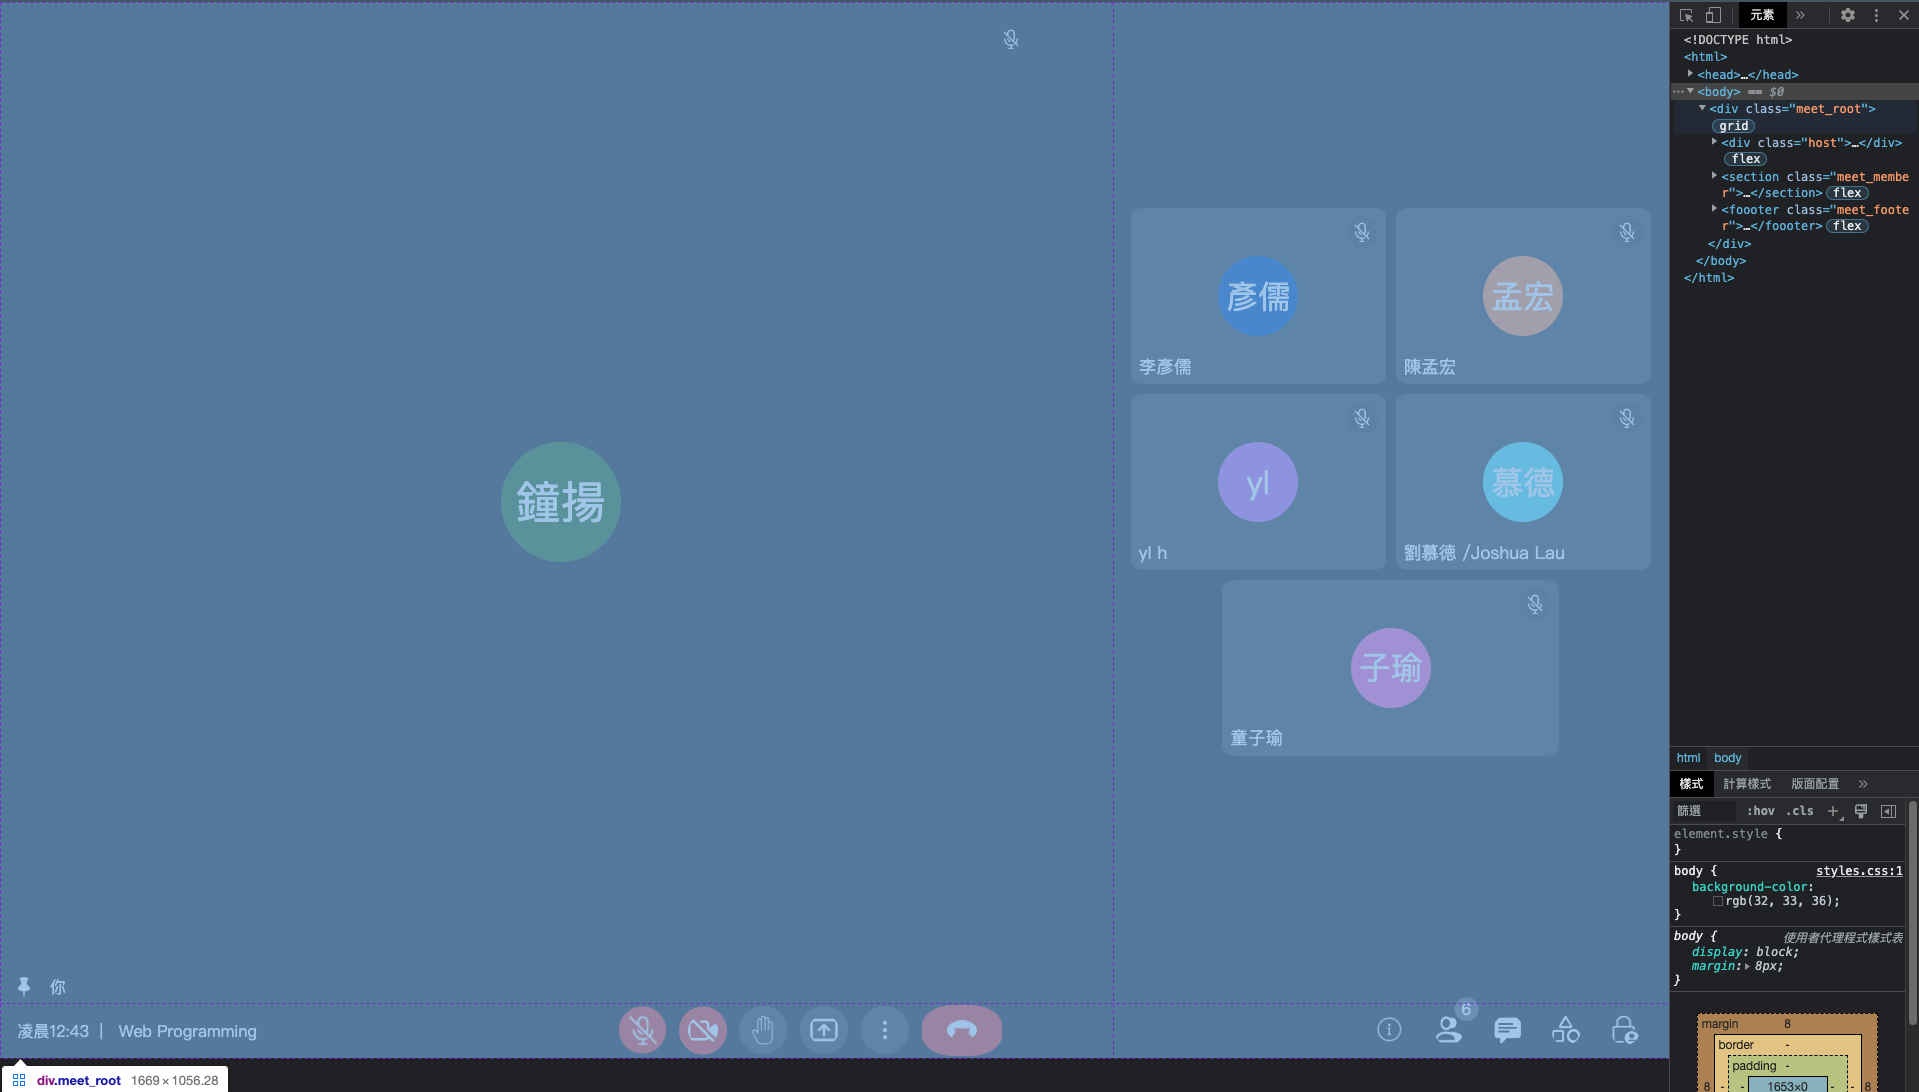 彥儒
李彥儒
孟宏
陳孟宏
yl
yl h
慕德
劉慕德 /Joshua Lau
子瑜
童子瑜
鐘揚
你
凌晨12:43 | Web Programming
6
div.meet_root 1669×1056.28
元素
<!DOCTYPE html>
<html>
<head>…</head>
<body> == $0
<div class="meet_root">
grid
<div class="host">…</div>
flex
<section class="meet_membe
r">…</section> flex
<foooter class="meet_foote
r">…</foooter> flex
</div>
</body>
</html>
html body
樣式 計算樣式 版面配置
篩選 :hov .cls
element.style {
}
body { styles.css:1
background-color:
rgb(32, 33, 36);
}
body { 使用者代理程式樣式表
display: block;
margin: 8px;
}
margin 8
border -
padding -
8 - - 1653×0 - - 8